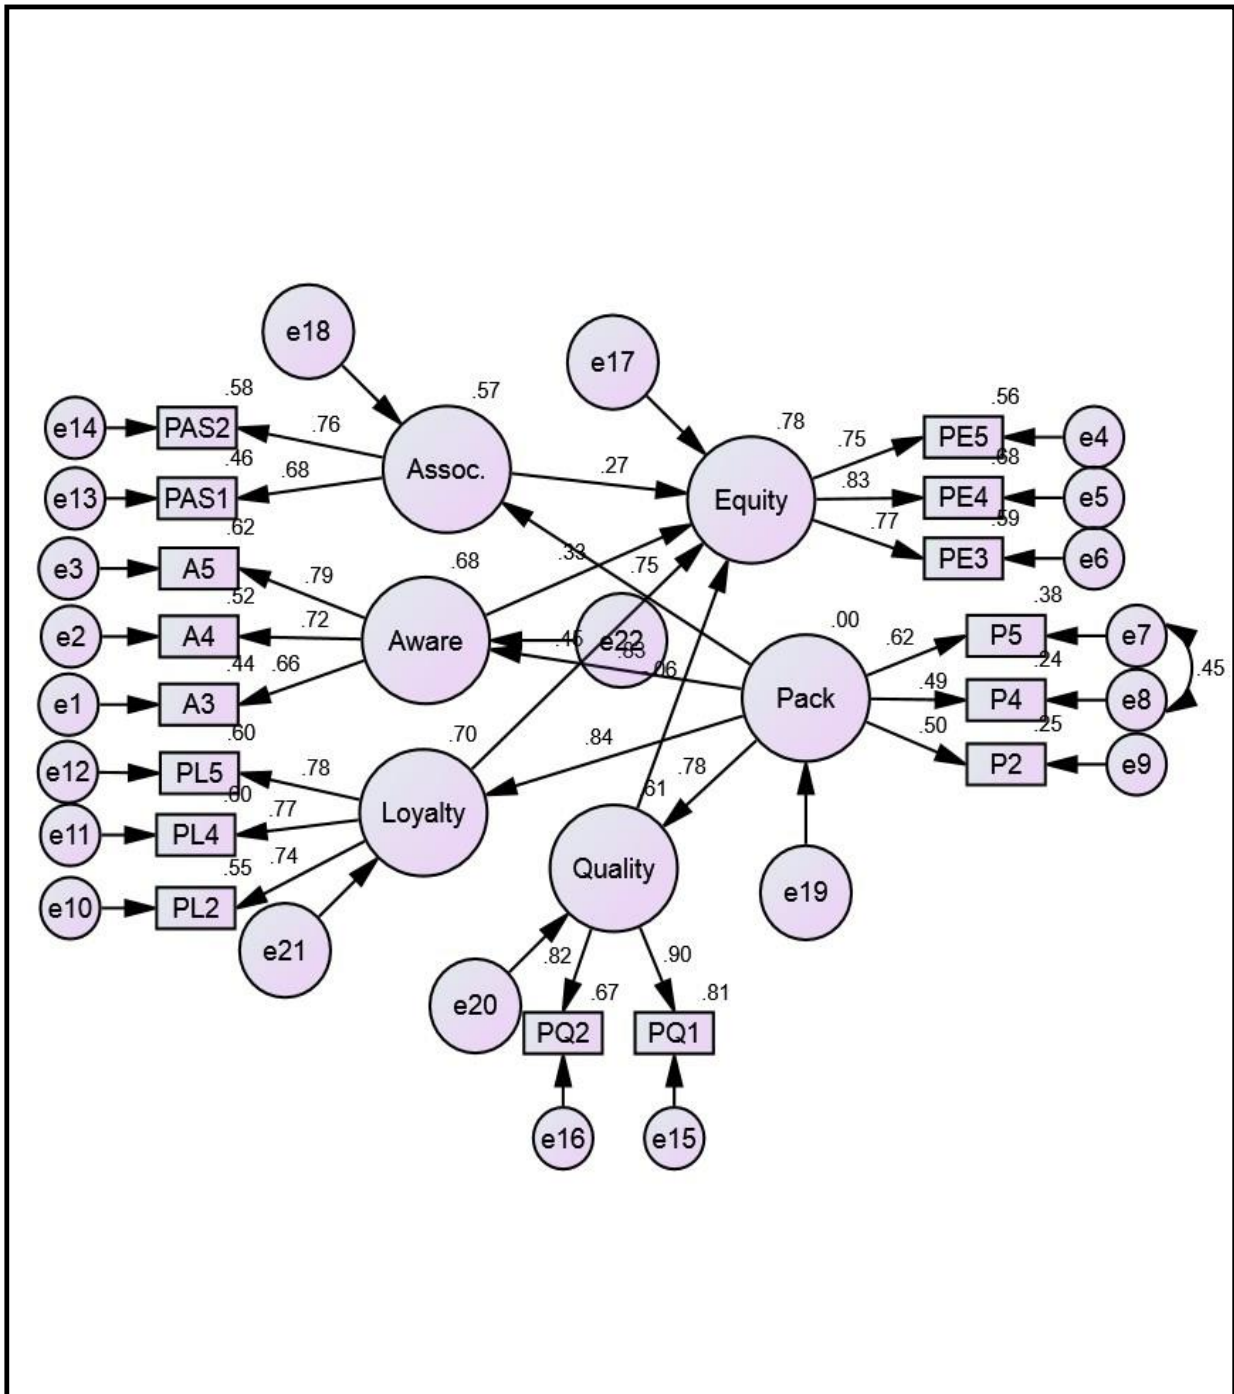 e18
e17
.58
.57
.56
e14
PAS2
.76
.78
.75
PE5
e4
.46
Assoc.
.27
.68
e13
PAS1
.68
Equity
.83
PE4
e5
.62
.77
.59
e3
A5
.79
.68
.33
.75
PE3
e6
.52
.38
e2
A4
.72
Aware
.45
e22
.00
.62
P5
e7
.44
.66
.83
.06
.24
.45
e1
A3
Pack
.49
P4
e8
.60
.70
.84
.50
.25
e12
PL5
.78
.78
P2
e9
.60
.61
e11
PL4
.77
Loyalty
.55
.74
Quality
e19
e10
PL2
e21
.82
.90
e20
.67
.81
PQ2
PQ1
e16
e15